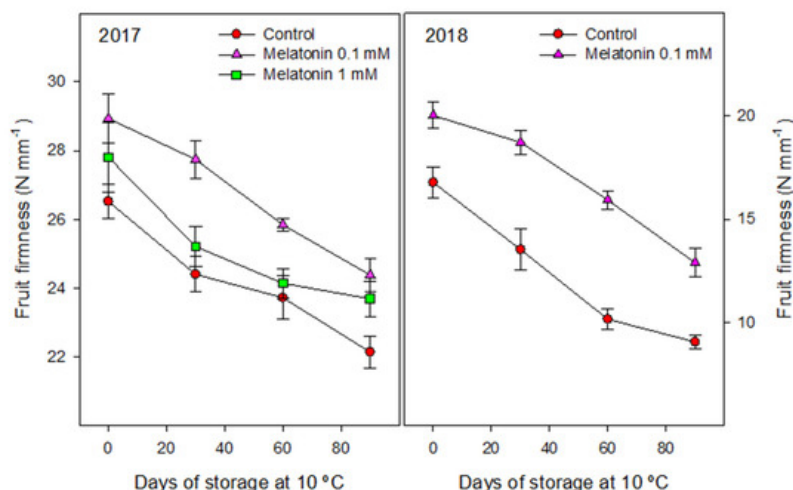 2017
Control
Melatonin 0.1 mM
Melatonin 1 mM
Fruit firmness (N mm⁻¹)
30
28
26
24
22
0 20 40 60 80
Days of storage at 10 ºC
2018
Control
Melatonin 0.1 mM
20
15
10
Fruit firmness (N mm⁻¹)
0 20 40 60 80
Days of storage at 10 ºC